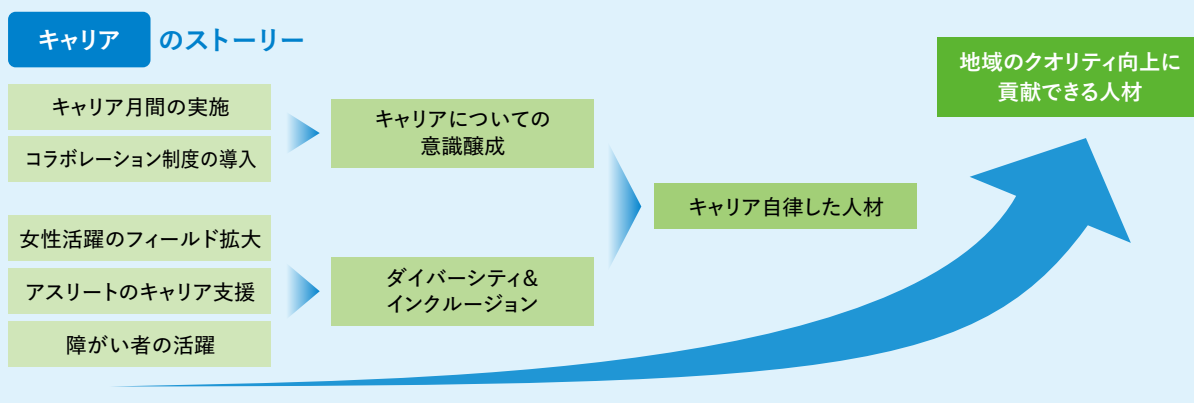 キャリア のストーリー
キャリア月間の実施
コラボレーション制度の導入
女性活躍のフィールド拡大
アスリートのキャリア支援
障がい者の活躍
キャリアについての
意識醸成
ダイバーシティ&
インクルージョン
キャリア自律した人材
地域のクオリティ向上に
貢献できる人材